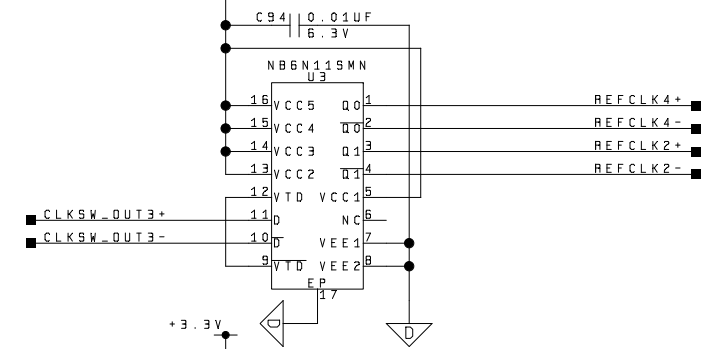 C94 0.01UF
6.3V
NB6N11SMN
U3
16 VCC5 Q0 1 REFCLK4+
15 VCC4 Q0 2 REFCLK4-
14 VCC3 Q1 3 REFCLK2+
13 VCC2 Q1 4 REFCLK2-
12 VTD VCC1 5
CLKSW_OUT3+ 11 D NC 6
CLKSW_OUT3- 10 D VEE1 7
9 VTD VEE2 8
EP
17
+3.3V D D